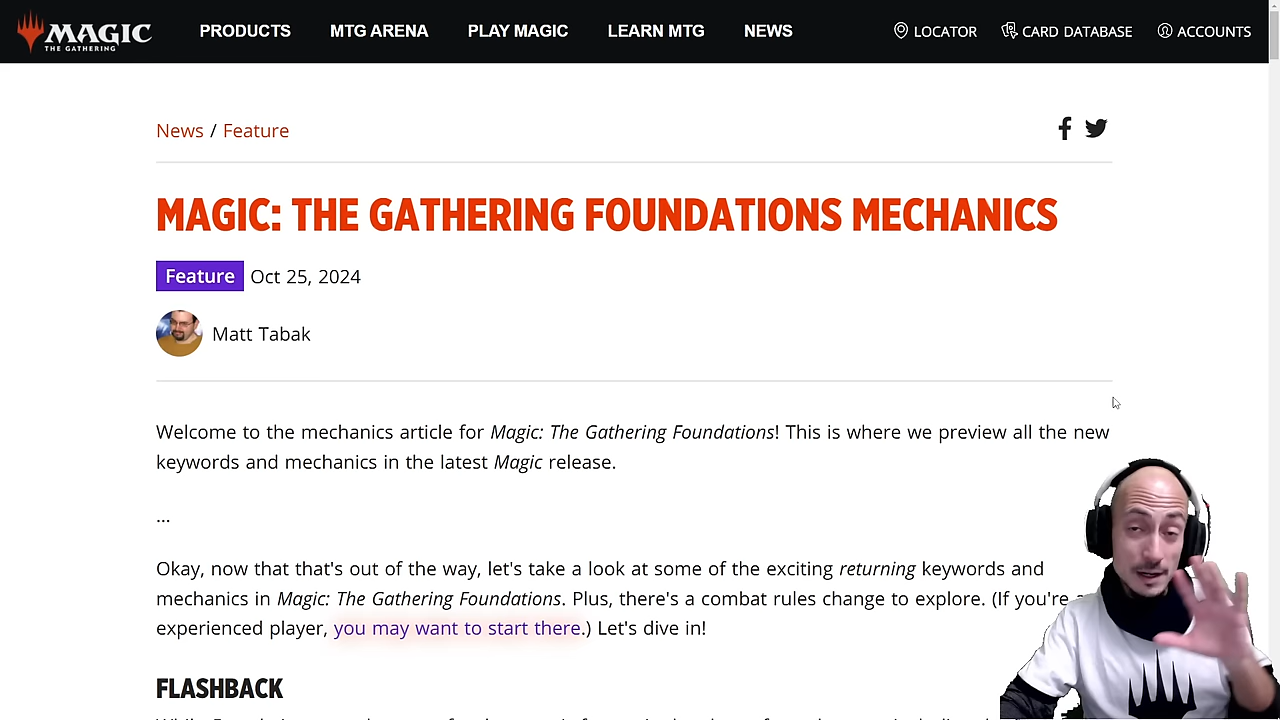 MAGIC
THE GATHERING
PRODUCTS
MTG ARENA
PLAY MAGIC
LEARN MTG
NEWS
LOCATOR
CARD DATABASE
ACCOUNTS
News / Feature
MAGIC: THE GATHERING FOUNDATIONS MECHANICS
Feature Oct 25, 2024
Matt Tabak
Welcome to the mechanics article for Magic: The Gathering Foundations! This is where we preview all the new
keywords and mechanics in the latest Magic release.
...
Okay, now that that's out of the way, let's take a look at some of the exciting returning keywords and
mechanics in Magic: The Gathering Foundations. Plus, there's a combat rules change to explore. (If you're
experienced player, you may want to start there.) Let's dive in!
FLASHBACK